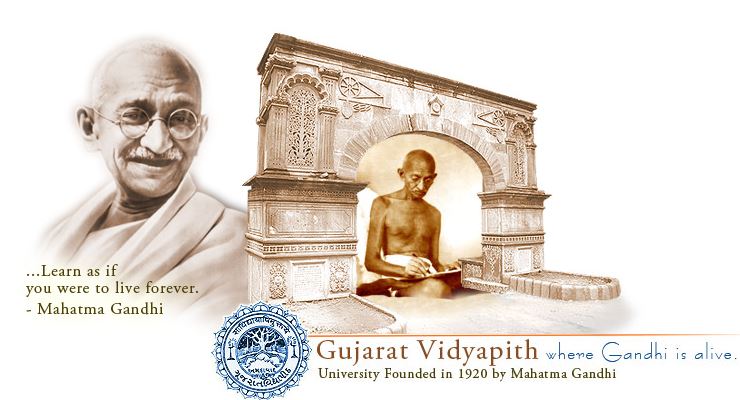 ...Learn as if
you were to live forever.
- Mahatma Gandhi
Gujarat Vidyapith where Gandhi is alive.
University Founded in 1920 by Mahatma Gandhi